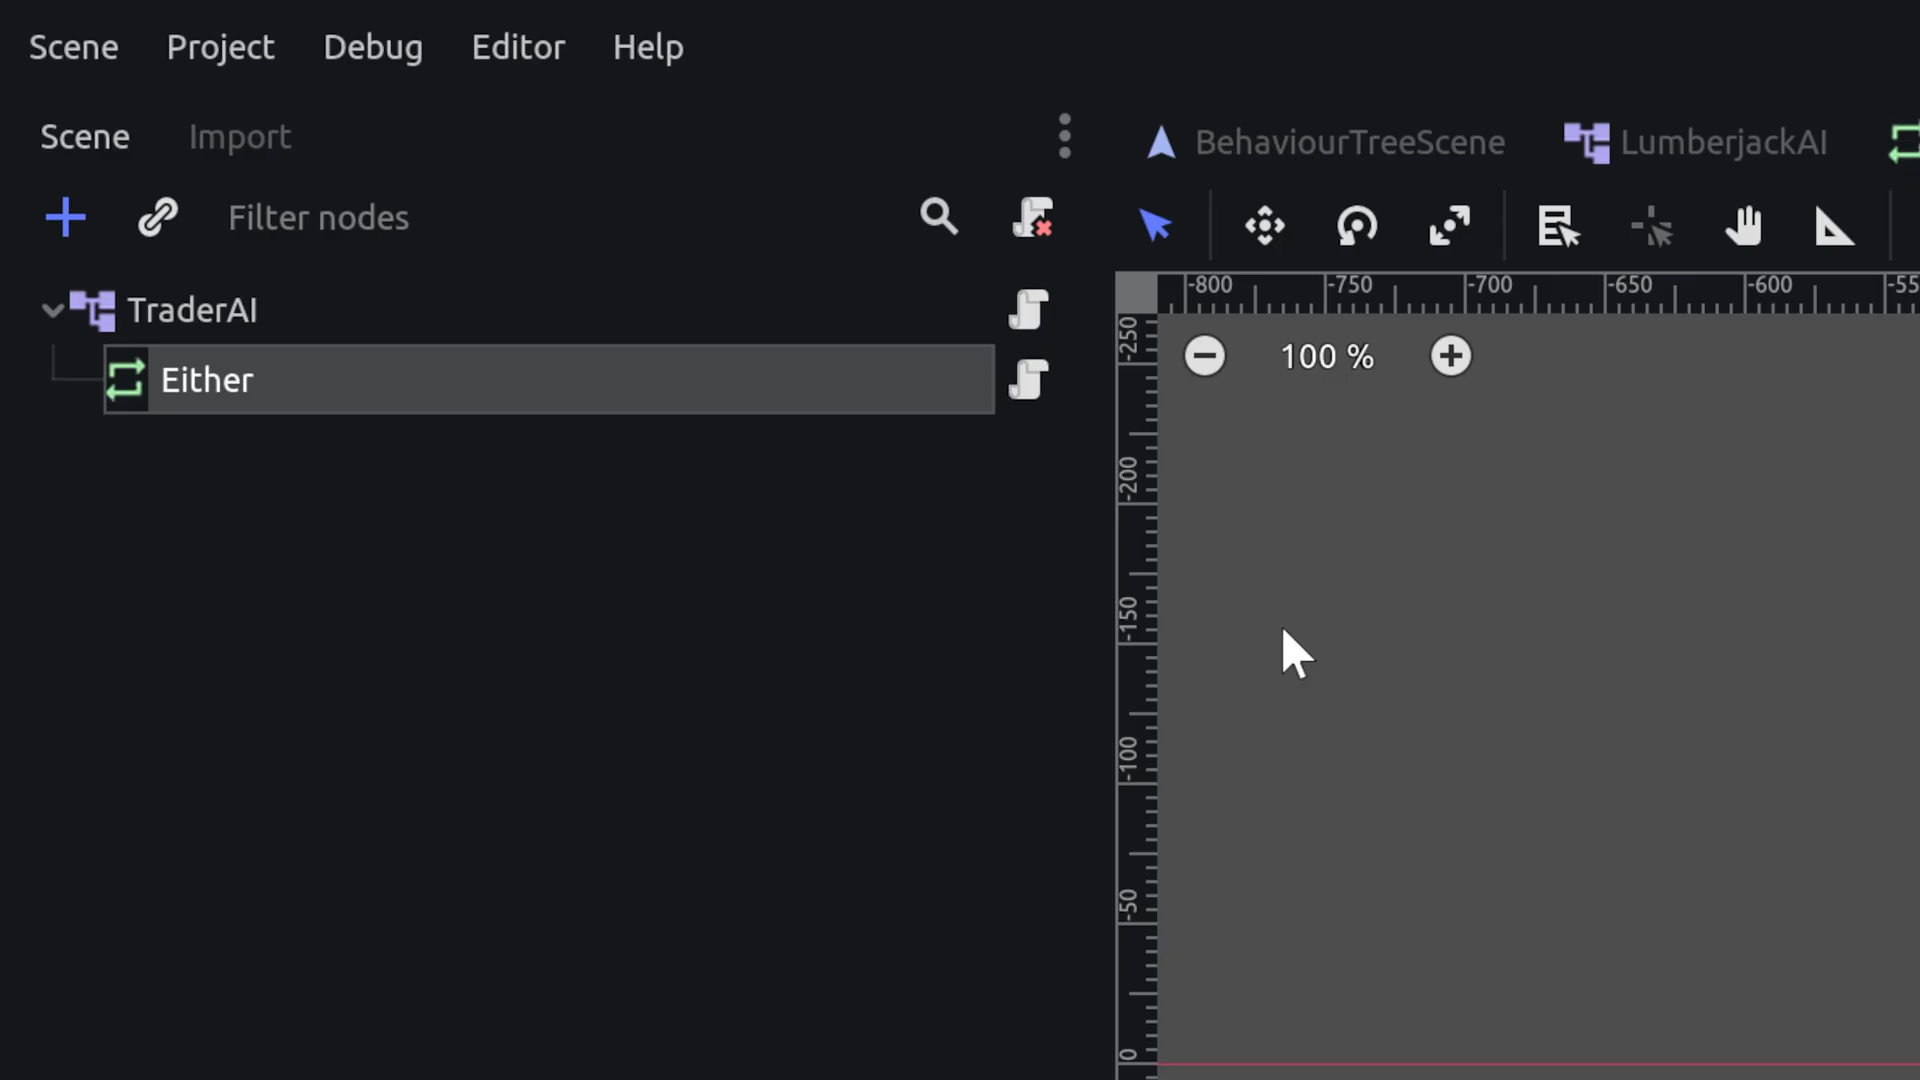 Scene Project Debug Editor Help
Scene Import
BehaviourTreeScene LumberjackAI
Filter nodes
-800 -750 -700 -650 -600 -55
TraderAI
Either
100 %
-250
-200
-150
-100
-50
0